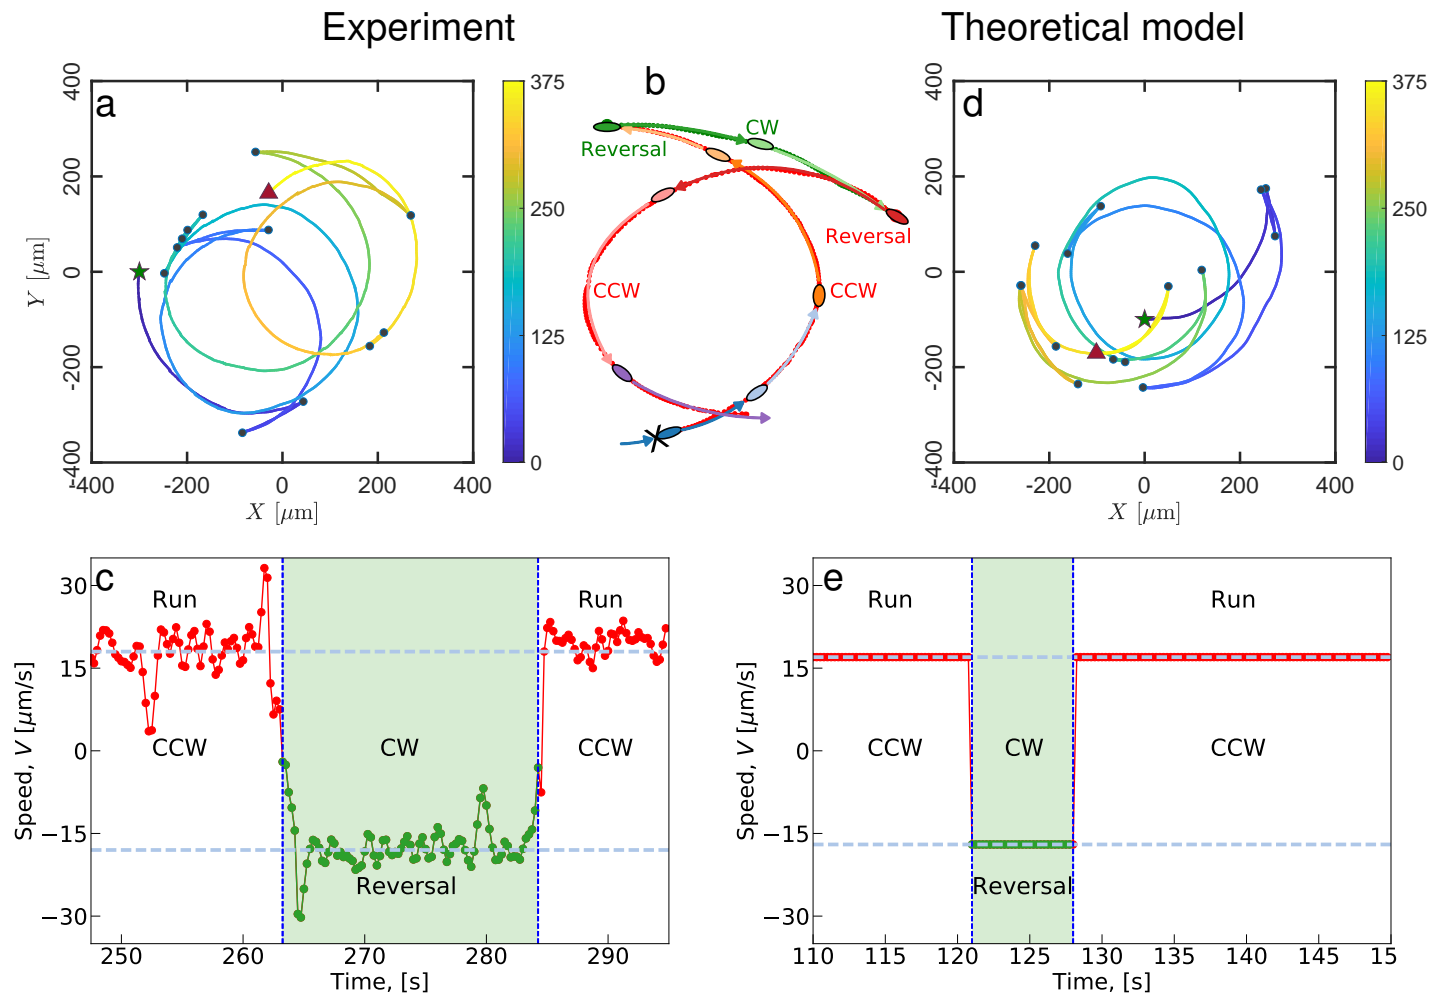 Experiment
Theoretical model
a
400
200
0
-200
-400
Y [μm]
-400
-200
0
200
400
X [μm]
375
250
125
0
b
CW
Reversal
Reversal
CCW
CCW
d
400
200
0
-200
-400
-400
-200
0
200
400
X [μm]
375
250
125
0
c
Run
Run
CCW
CW
CCW
Reversal
30
15
0
−15
−30
Speed, V [μm/s]
250
260
270
280
290
Time, [s]
e
Run
Run
CCW
CW
CCW
Reversal
30
15
0
−15
−30
Speed, V [μm/s]
110
115
120
125
130
135
140
145
15
Time, [s]